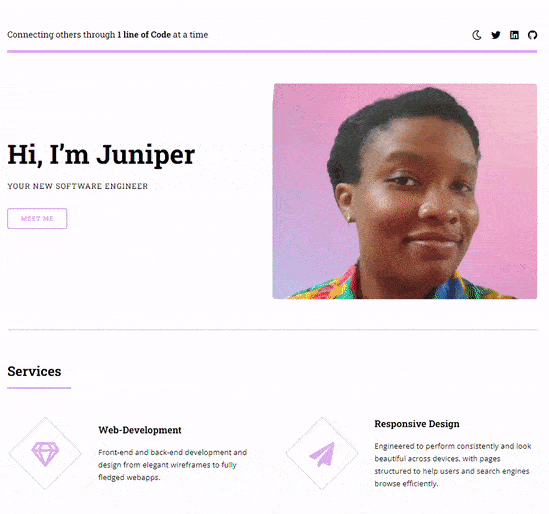 Connecting others through 1 line of Code at a time
Hi, I’m Juniper
YOUR NEW SOFTWARE ENGINEER
MEET ME
Services
Web-Development
Front-end and back-end development and
design from elegant wireframes to fully
fledged webapps.
Responsive Design
Engineered to perform consistently and look
beautiful across devices, with pages
structured to help users and search engines
browse efficiently.